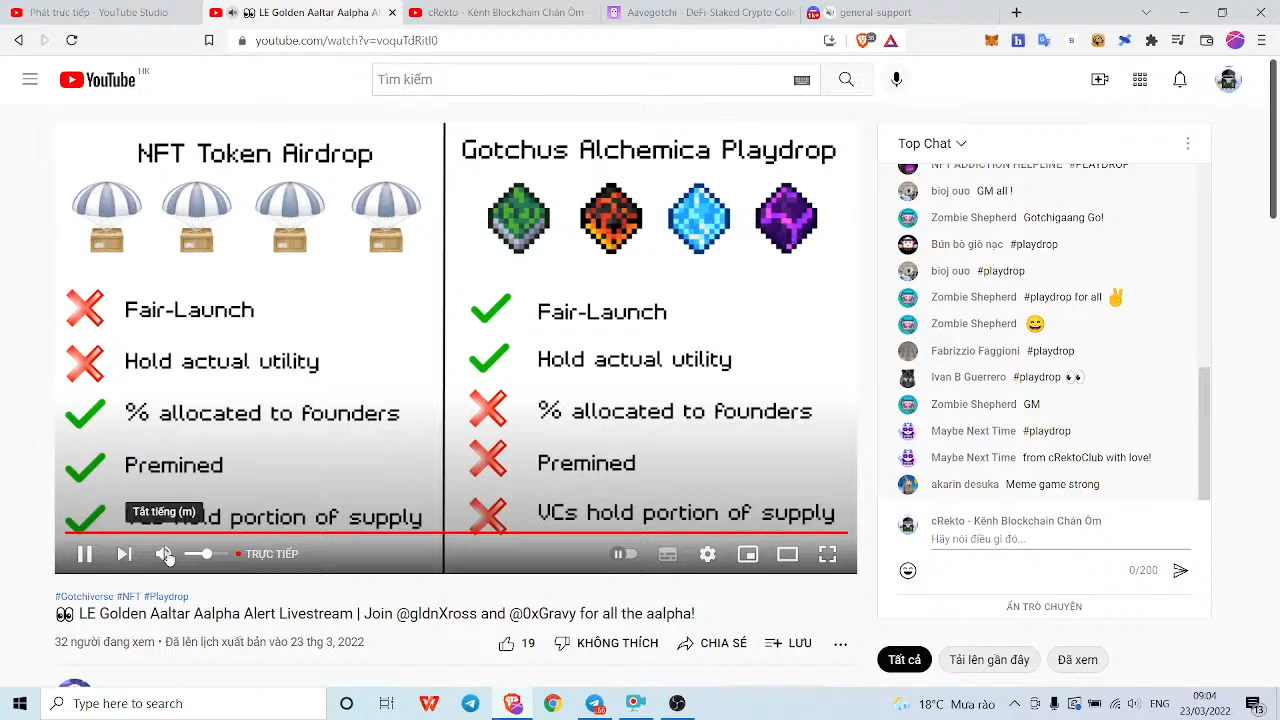 Phát trực tiếp - YouTube Studio
👀 LE Golden Aaltar Aalpha Al
cRekto - Kênh Blockchain Chán Òm -
Aavegotchi - DeFi-Staked Crypto Coll
general-support
youtube.com/watch?v=voquTdRitI0
YouTube HK
Tìm kiếm
NFT Token Airdrop
Fair-Launch
Hold actual utility
% allocated to founders
Premined
hold portion of supply
Gotchus Alchemica Playdrop
Fair-Launch
Hold actual utility
% allocated to founders
Premined
VCs hold portion of supply
Tắt tiếng (m)
TRỰC TIẾP
#Gotchiverse #NFT #Playdrop
👀 LE Golden Aaltar Aalpha Alert Livestream | Join @gldnXross and @0xGravy for all the aalpha!
32 người đang xem • Đã lên lịch xuất bản vào 23 thg 3, 2022
19
KHÔNG THÍCH
CHIA SẺ
LƯU
Top Chat
NFT ADDICTION HELPLINE #PLAYDROP
bioj ouo GM all !
Zombie Shepherd Gotchigaang Go!
Bún bò giò nạc #playdrop
bioj ouo #playdrop
Zombie Shepherd #playdrop for all ✌
Zombie Shepherd 😄
Fabrizzio Faggioni #playdrop
Ivan B Guerrero #playdrop 👀
Zombie Shepherd GM
Maybe Next Time #playdrop
Maybe Next Time from cRektoClub with love!
akarin desuka Meme game strong
cRekto - Kênh Blockchain Chán Òm
Hãy nói điều gì đó...
0/200
ẨN TRÒ CHUYỆN
Tất cả
Tải lên gần đây
Đã xem
Type here to search
18°C Mưa rào
ENG
09:04
23/03/2022